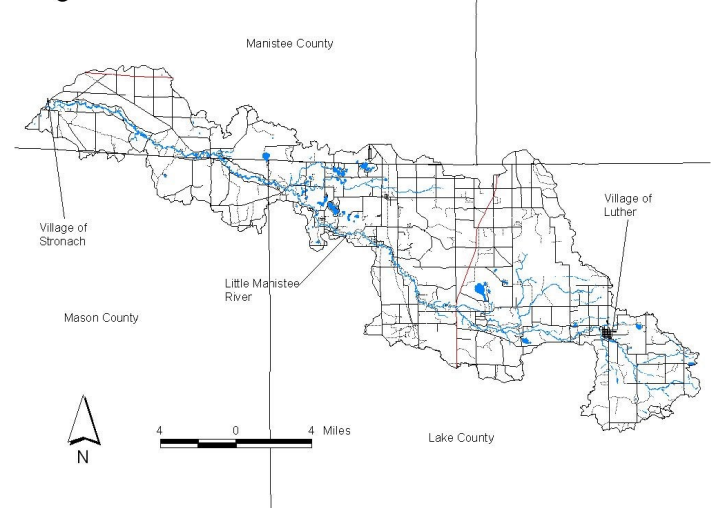 Manistee County
Village of
Luther
Village of
Stronach
Little Manistee
River
Mason County
4 0 4 Miles
Lake County
N